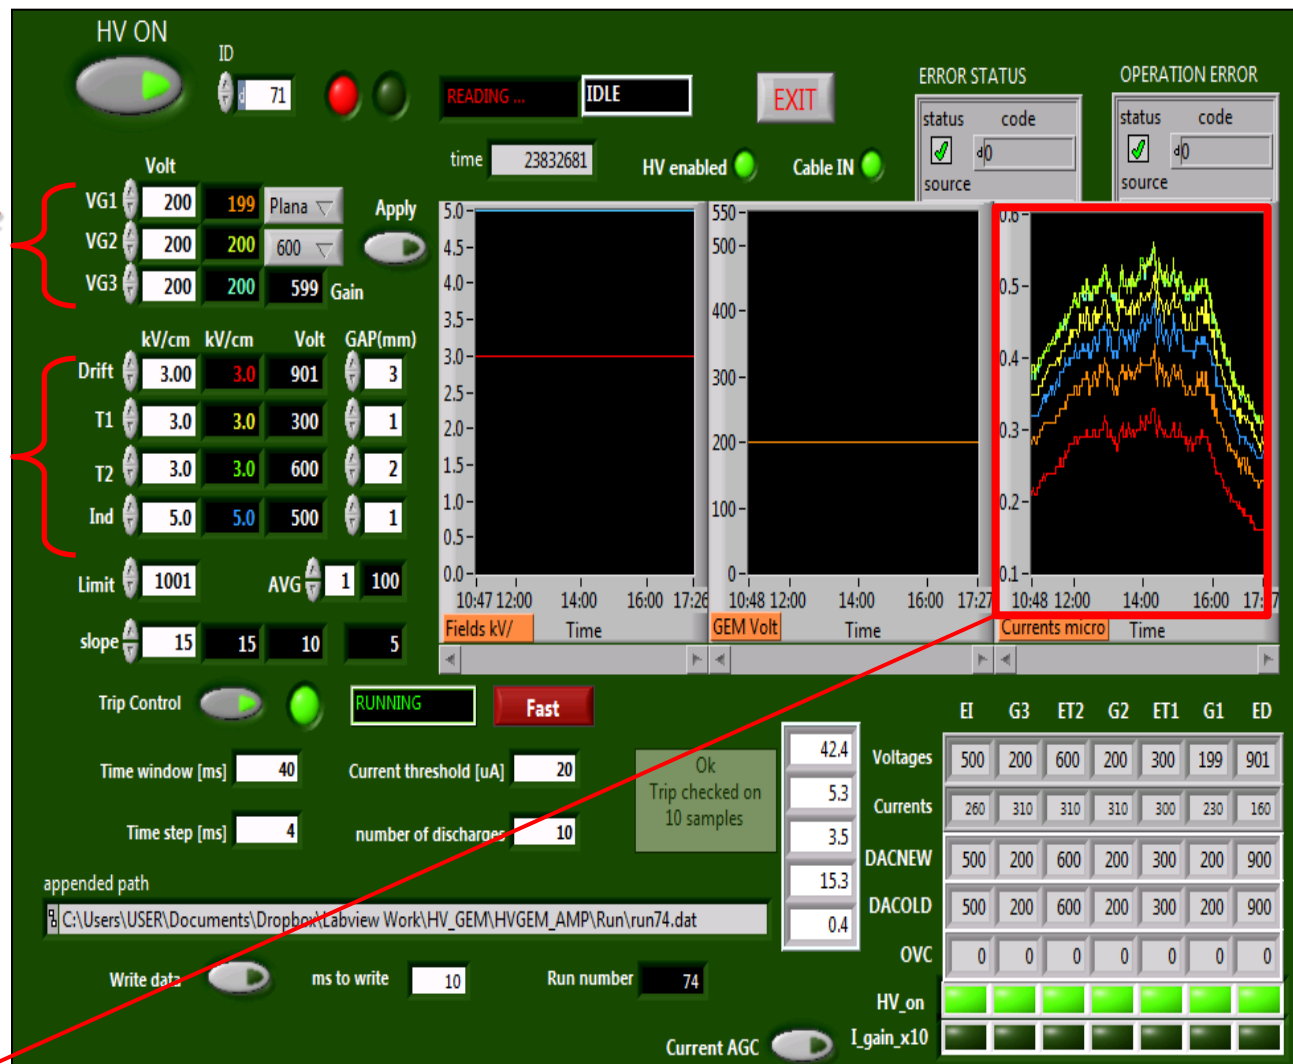 HV ON
ID
d 71
READING ...
IDLE
EXIT
ERROR STATUS
status code
d0
source
OPERATION ERROR
status code
d0
source
time 23832681
HV enabled
Cable IN
Volt
VG1 200 199 Plana
Apply
VG2 200 200 600
VG3 200 200 599 Gain
kV/cm kV/cm Volt GAP(mm)
Drift 3.00 3.0 901 3
T1 3.0 3.0 300 1
T2 3.0 3.0 600 2
Ind 5.0 5.0 500 1
Limit 1001 AVG 1 100
slope 15 15 10 5
5.0
4.5
4.0
3.5
3.0
2.5
2.0
1.5
1.0
0.5
0.0
10:47 12:00 14:00 16:00 17:26
Fields kV/ Time
550
500
400
300
200
100
0
10:48 12:00 14:00 16:00 17:27
GEM Volt Time
0.6
0.5
0.4
0.3
0.2
0.1
10:48 12:00 14:00 16:00
Currents micro Time
Trip Control RUNNING Fast
Time window [ms] 40 Current threshold [uA] 20
Time step [ms] 4 number of discharges 10
Ok
Trip checked on
10 samples
42.4
5.3
3.5
15.3
0.4
EI G3 ET2 G2 ET1 G1 ED
Voltages 500 200 600 200 300 199 901
Currents 260 310 310 310 300 230 160
DACNEW 500 200 600 200 300 200 900
DACOLD 500 200 600 200 300 200 900
OVC 0 0 0 0 0 0 0
HV_on
I_gain_x10
appended path
C:\Users\USER\Documents\Dropbox\Labview Work\HV_GEM\HVGEM_AMP\Run\run74.dat
Write data ms to write 10 Run number 74
Current AGC